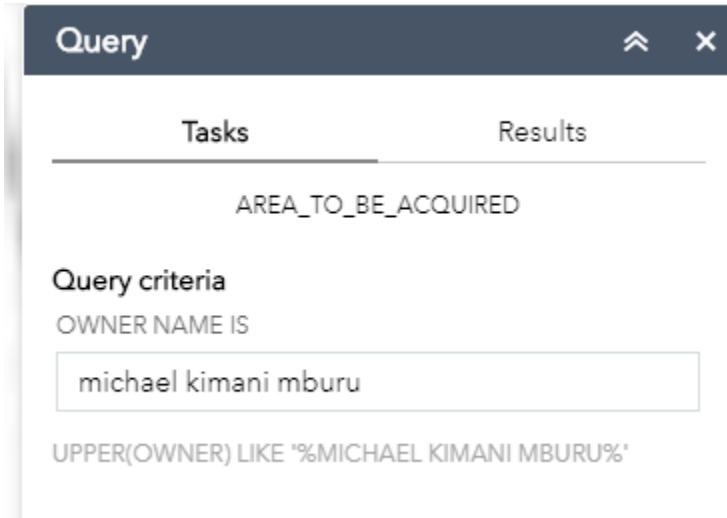 Query
Tasks Results
AREA_TO_BE_ACQUIRED
Query criteria
OWNER NAME IS
michael kimani mburu
UPPER(OWNER) LIKE '%MICHAEL KIMANI MBURU%'